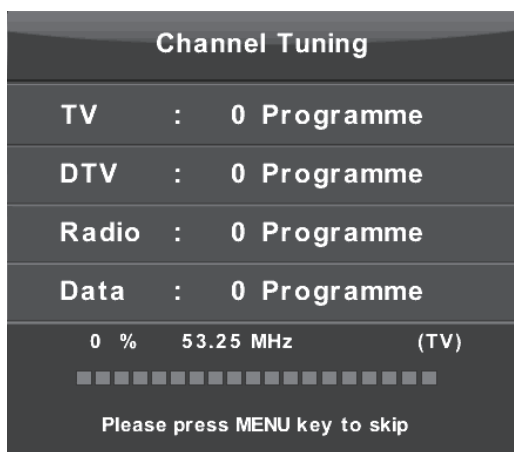 Channel Tuning
TV : 0 Programme
DTV : 0 Programme
Radio : 0 Programme
Data : 0 Programme
0 % 53.25 MHz (TV)
Please press MENU key to skip